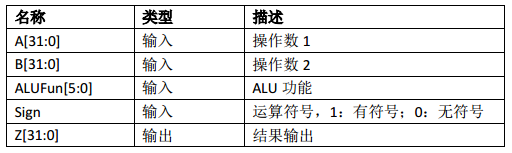 名称 类型 描述
A[31:0] 输入 操作数 1
B[31:0] 输入 操作数 2
ALUFun[5:0] 输入 ALU 功能
Sign 输入 运算符号，1：有符号；0：无符号
Z[31:0] 输出 结果输出